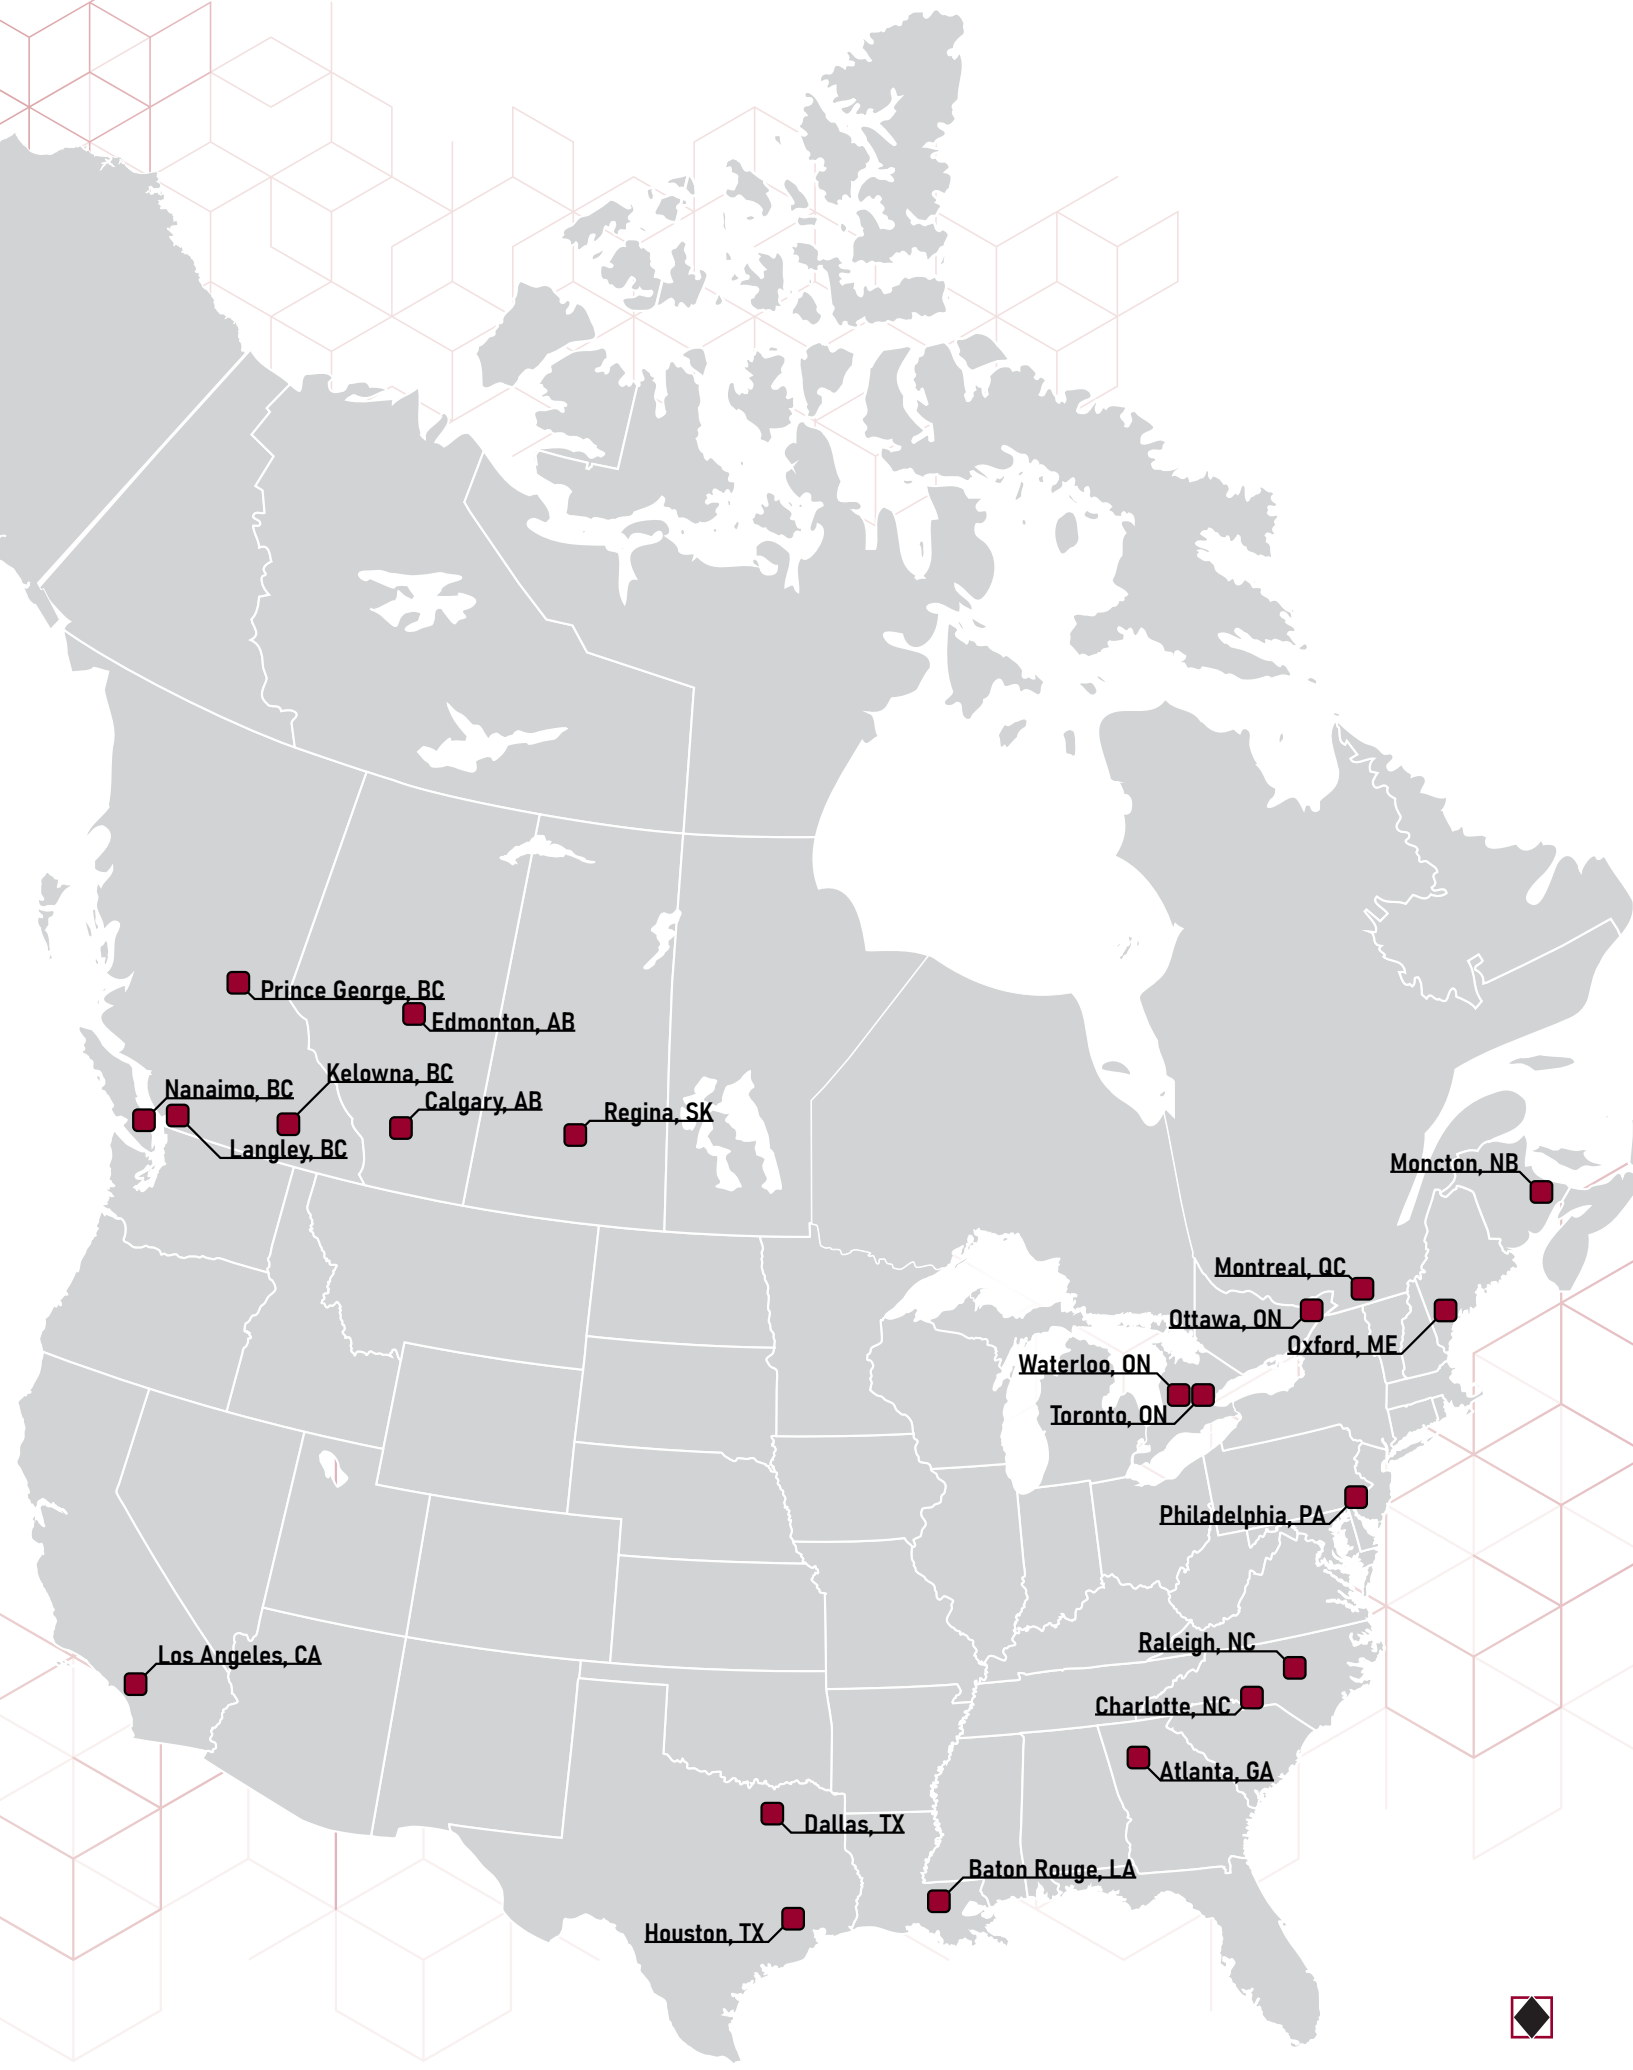 Prince George, BC
Edmonton, AB
Kelowna, BC
Nanaimo, BC
Calgary, AB
Regina, SK
Langley, BC
Moncton, NB
Montreal, QC
Ottawa, ON
Oxford, ME
Waterloo, ON
Toronto, ON
Philadelphia, PA
Raleigh, NC
Los Angeles, CA
Charlotte, NC
Atlanta, GA
Dallas, TX
Baton Rouge, LA
Houston, TX